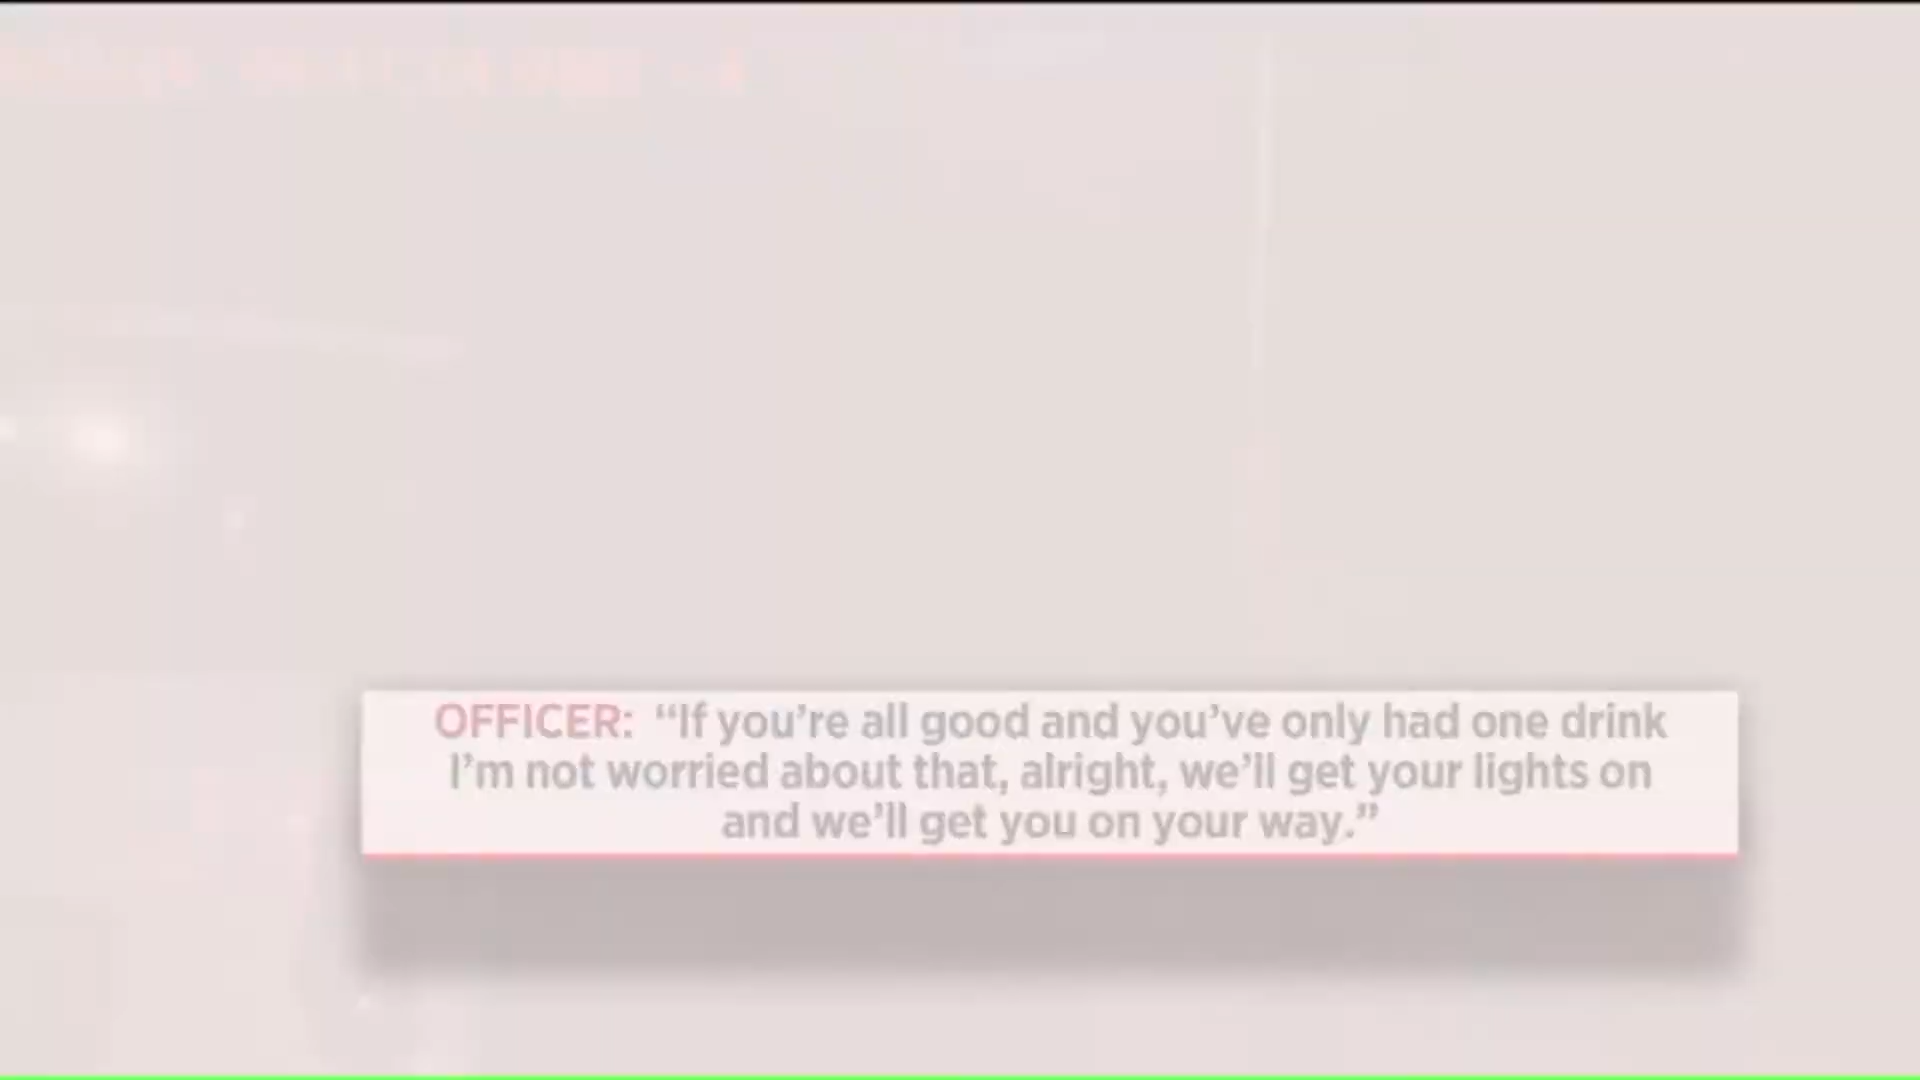 OFFICER: “If you’re all good and you’ve only had one drink
I’m not worried about that, alright, we’ll get your lights on
and we’ll get you on your way.”